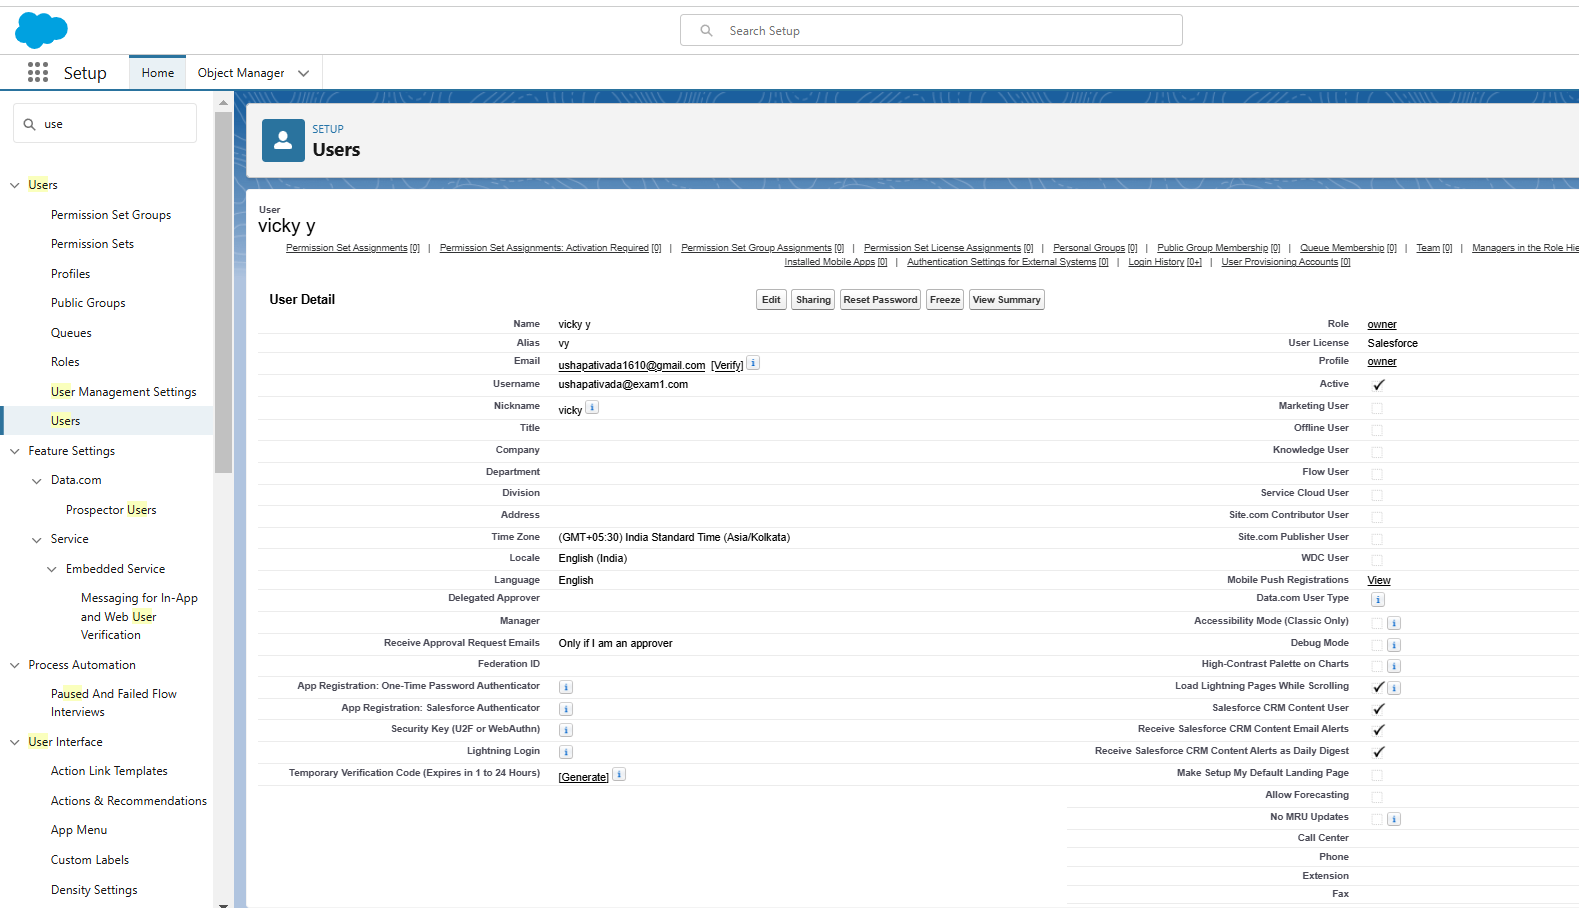 Search Setup
Setup
Home
Object Manager
use
Users
Permission Set Groups
Permission Sets
Profiles
Public Groups
Queues
Roles
User Management Settings
Users
Feature Settings
Data.com
Prospector Users
Service
Embedded Service
Messaging for In-App
and Web User
Verification
Process Automation
Paused And Failed Flow
Interviews
User Interface
Action Link Templates
Actions & Recommendations
App Menu
Custom Labels
Density Settings
SETUP
Users
User
vicky y
Permission Set Assignments [0] | Permission Set Assignments: Activation Required [0] | Permission Set Group Assignments [0] | Permission Set License Assignments [0] | Personal Groups [0] | Public Group Membership [0] | Queue Membership [0] | Team [0] | Managers in the Role Hie
Installed Mobile Apps [0] | Authentication Settings for External Systems [0] | Login History [0+] | User Provisioning Accounts [0]
User Detail
Edit Sharing Reset Password Freeze View Summary
Name vicky y Role owner
Alias vy User License Salesforce
Email ushapativada1610@gmail.com [Verify] i Profile owner
Username ushapativada@exam1.com Active
Nickname vicky i Marketing User
Title Offline User
Company Knowledge User
Department Flow User
Division Service Cloud User
Address Site.com Contributor User
Time Zone (GMT+05:30) India Standard Time (Asia/Kolkata) Site.com Publisher User
Locale English (India) WDC User
Language English Mobile Push Registrations View
Delegated Approver Data.com User Type i
Manager Accessibility Mode (Classic Only) i
Receive Approval Request Emails Only if I am an approver Debug Mode i
Federation ID High-Contrast Palette on Charts i
App Registration: One-Time Password Authenticator i Load Lightning Pages While Scrolling i
App Registration: Salesforce Authenticator i Salesforce CRM Content User
Security Key (U2F or WebAuthn) i Receive Salesforce CRM Content Email Alerts
Lightning Login i Receive Salesforce CRM Content Alerts as Daily Digest
Temporary Verification Code (Expires in 1 to 24 Hours) [Generate] i Make Setup My Default Landing Page
Allow Forecasting
No MRU Updates i
Call Center
Phone
Extension
Fax